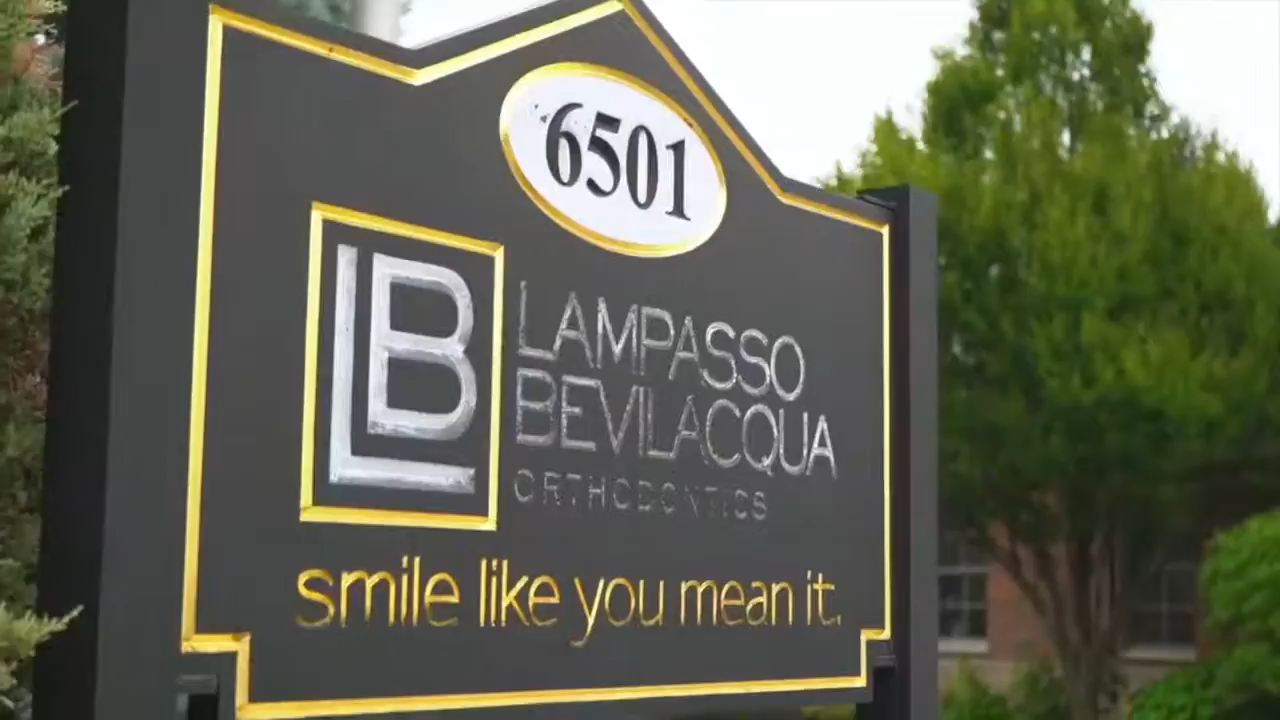 6501
LB
LAMPASSO
BEVILACQUA
ORTHODONTICS
smile like you mean it.